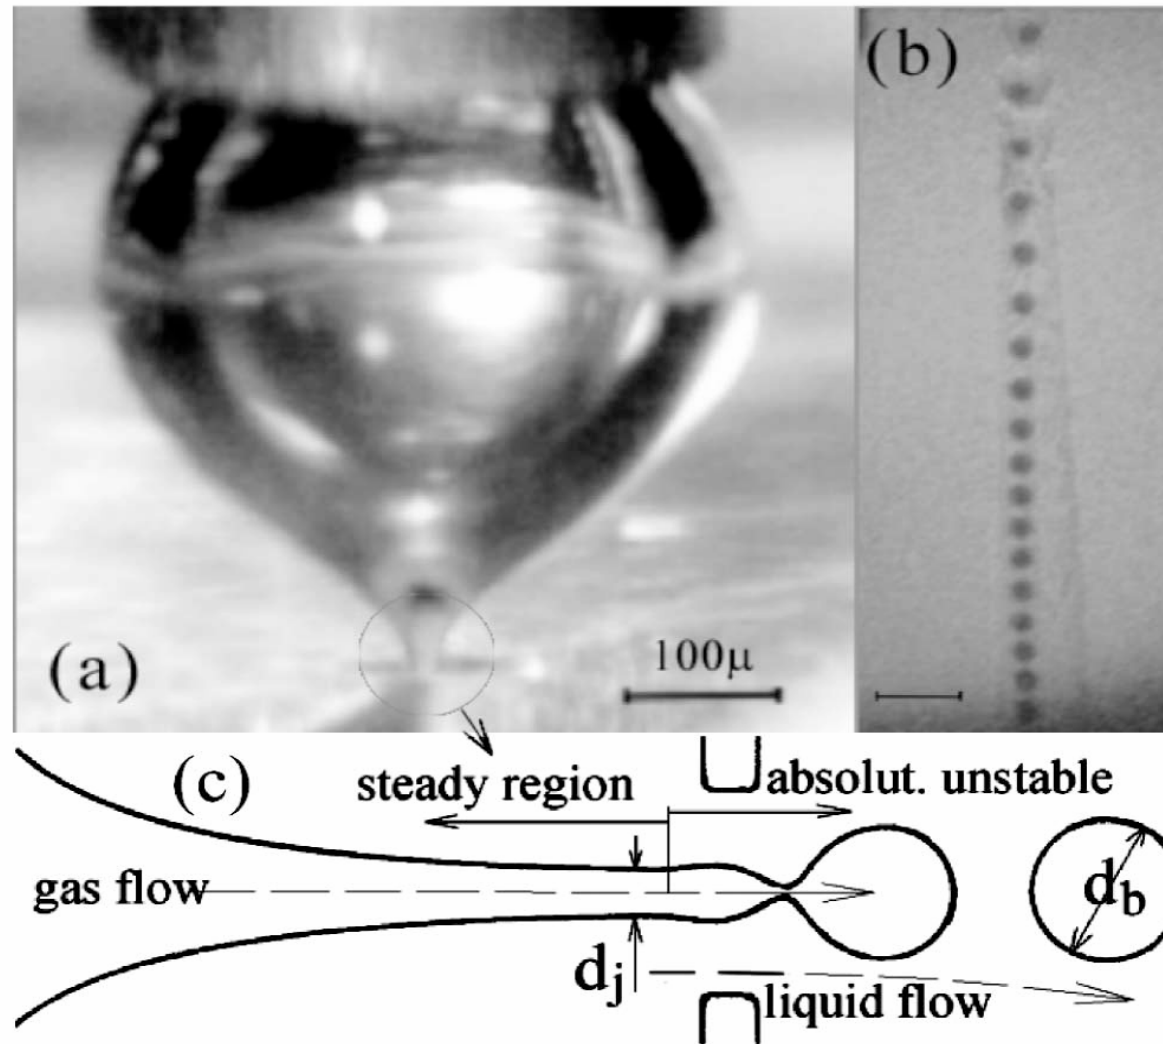 (b)
(a)
100μ
(c)
steady region
absolut. unstable
gas flow
d_b
d_j
liquid flow